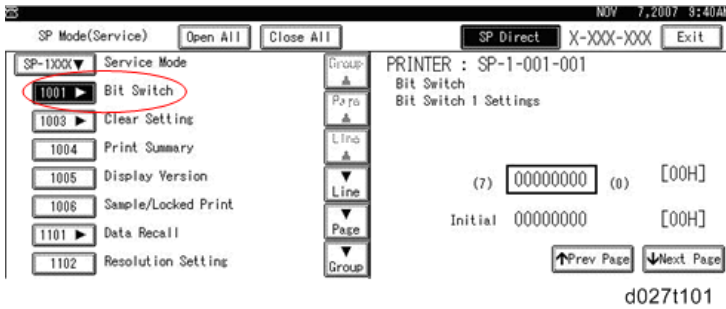 NOV 7,2007 9:40AM
SP Mode(Service) Open All Close All SP Direct X-XXX-XXX Exit
SP-1XXX▼ Service Mode
1001 ► Bit Switch
1003 ► Clear Setting
1004 Print Summary
1005 Display Version
1006 Sample/Locked Print
1101 ► Data Recall
1102 Resolution Setting
Group ▲
Page ▲
Line ▲
▼ Line
▼ Page
▼ Group
PRINTER : SP-1-001-001
Bit Switch
Bit Switch 1 Settings
(7) 00000000 (0) [00H]
Initial 00000000 [00H]
↑Prev Page ↓Next Page
d027t101